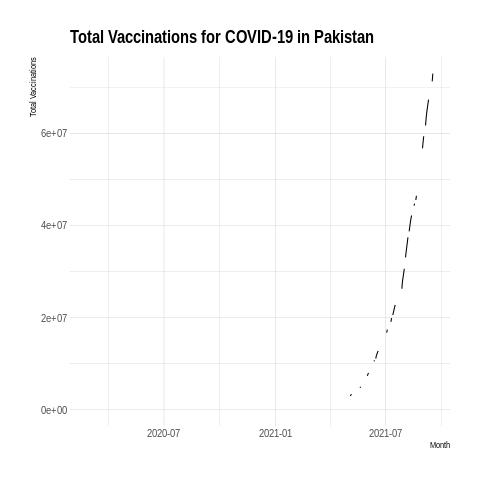 Total Vaccinations for COVID-19 in Pakistan
Total Vaccinations
6e+07
4e+07
2e+07
0e+00
2020-07 2021-01 2021-07
Month